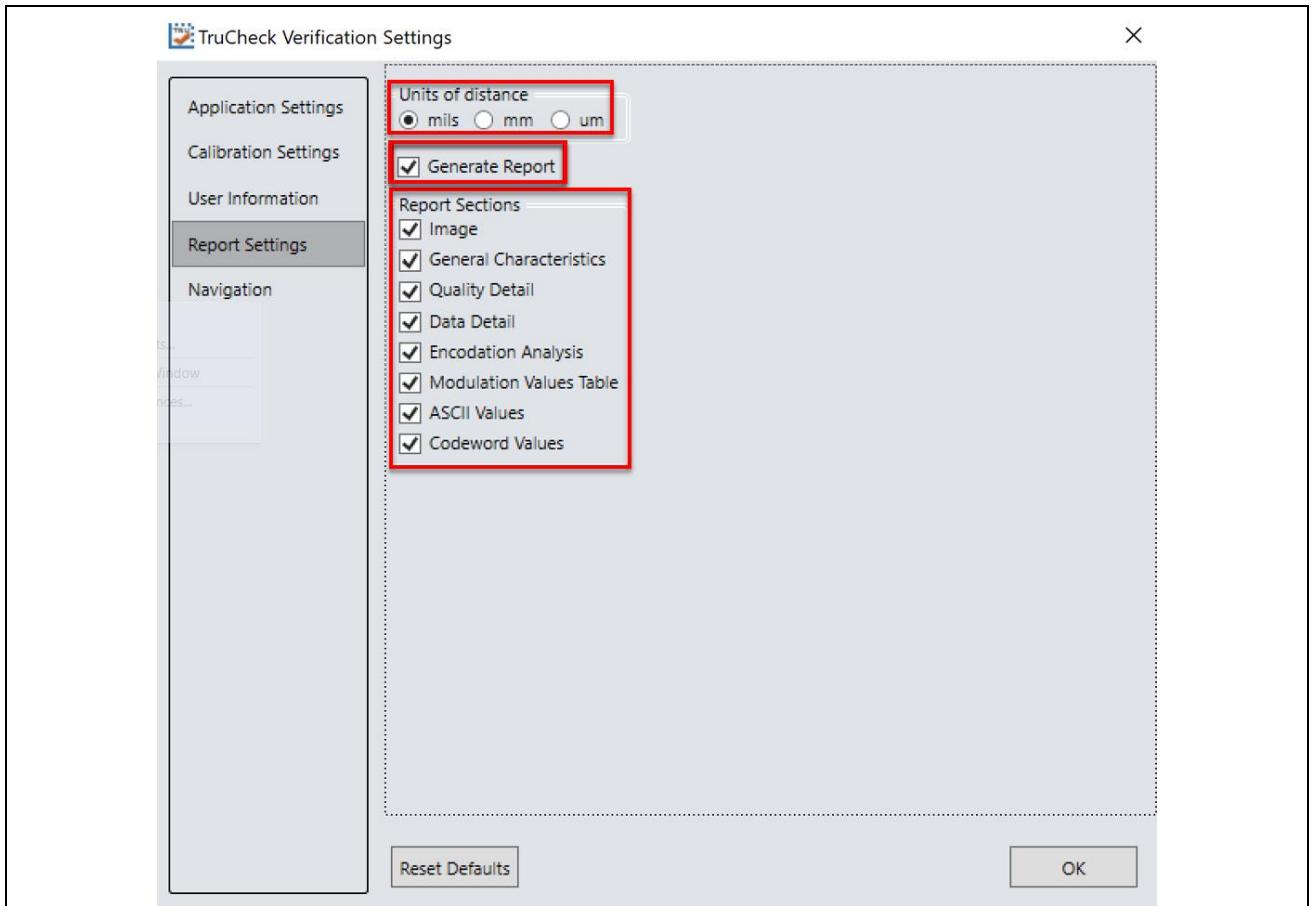 TruCheck Verification Settings
Application Settings
Calibration Settings
User Information
Report Settings
Navigation
Units of distance
mils mm um
Generate Report
Report Sections
Image
General Characteristics
Quality Detail
Data Detail
Encodation Analysis
Modulation Values Table
ASCII Values
Codeword Values
Reset Defaults
OK